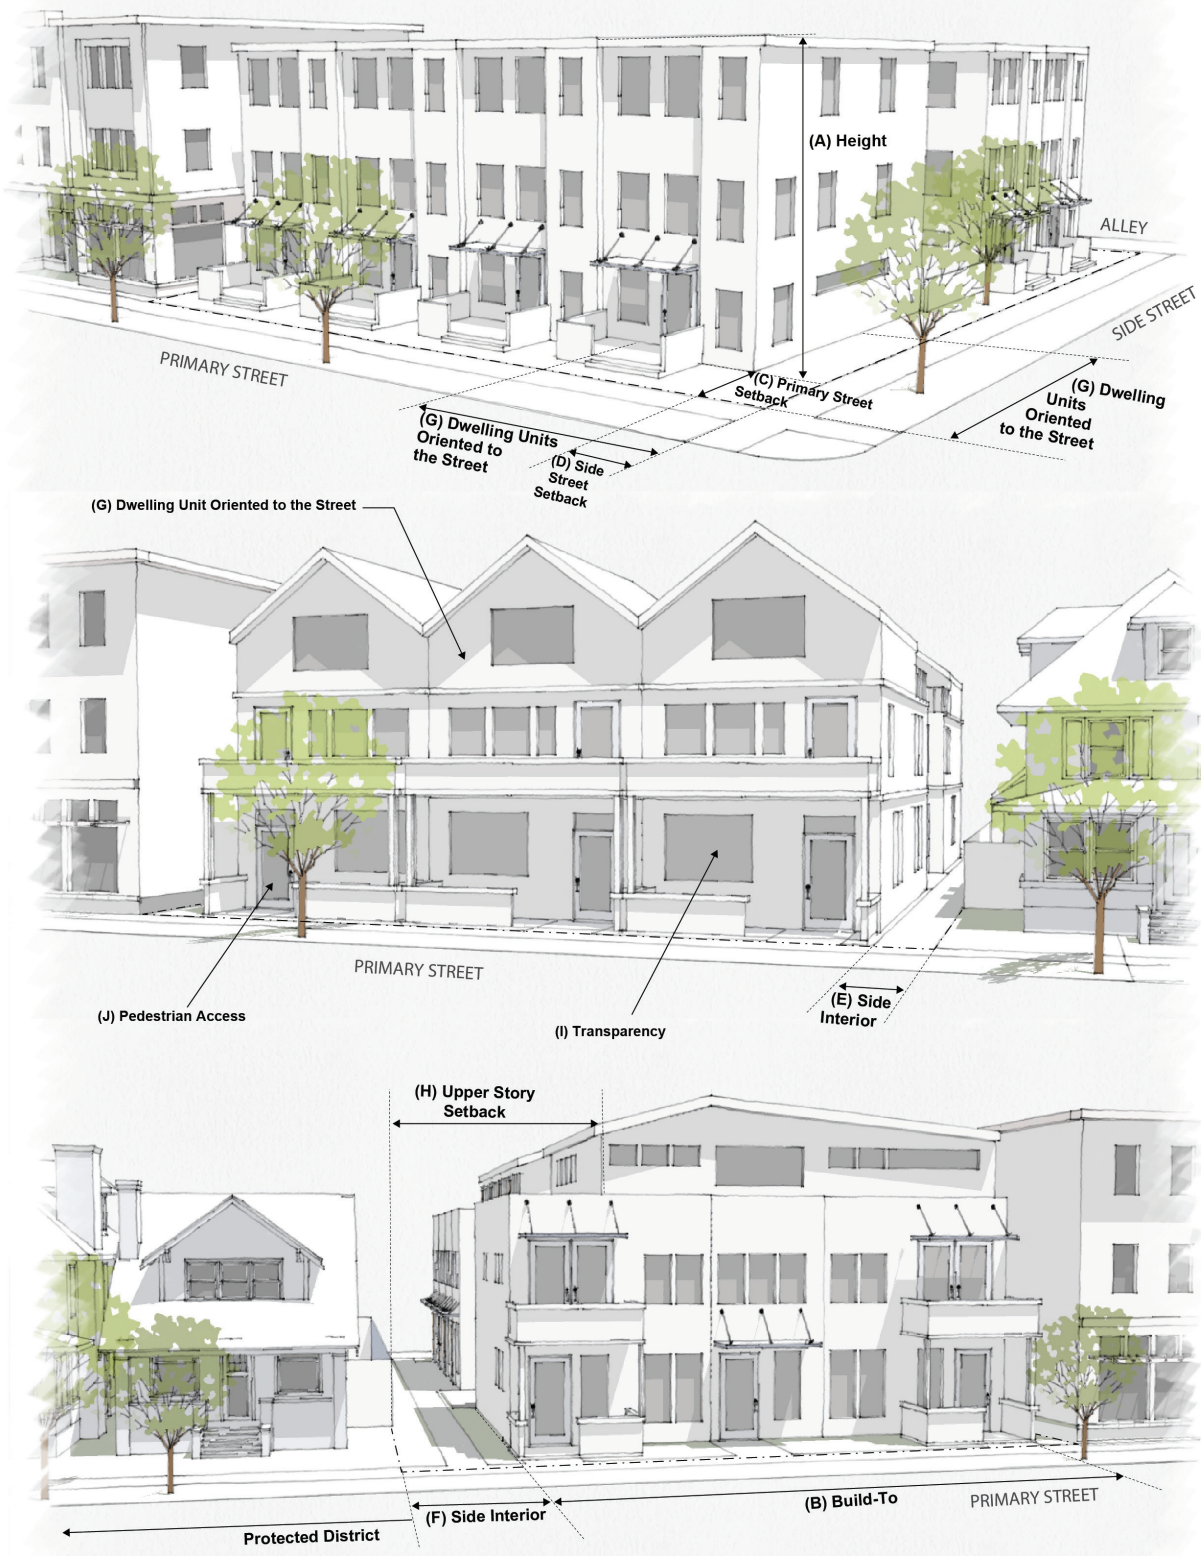 (A) Height
ALLEY
SIDE STREET
PRIMARY STREET
(C) Primary Street
Setback
(G) Dwelling
Units
Oriented
to the Street
(G) Dwelling Units
Oriented to
the Street
(D) Side
Street
Setback
(G) Dwelling Unit Oriented to the Street
PRIMARY STREET
(J) Pedestrian Access
(I) Transparency
(E) Side
Interior
(H) Upper Story
Setback
(B) Build-To
PRIMARY STREET
(F) Side Interior
Protected District